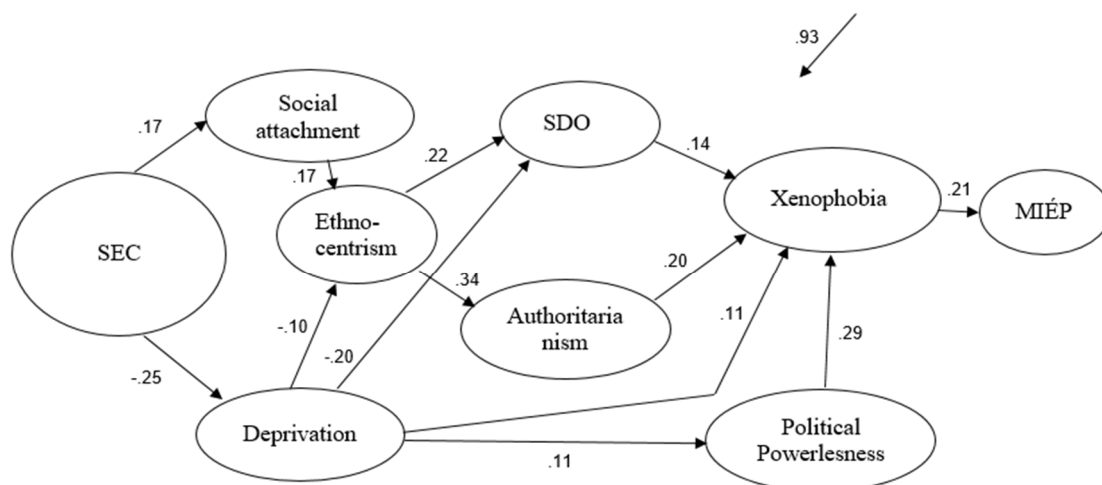 .93
Social
attachment
SDO
.17
.22
.14
.17
Xenophobia
.21
MIÉP
Ethno-
centrism
SEC
.34
.20
Authoritaria
nism
-.10
.11
-.20
.29
-.25
Deprivation
Political
Powerlesness
.11